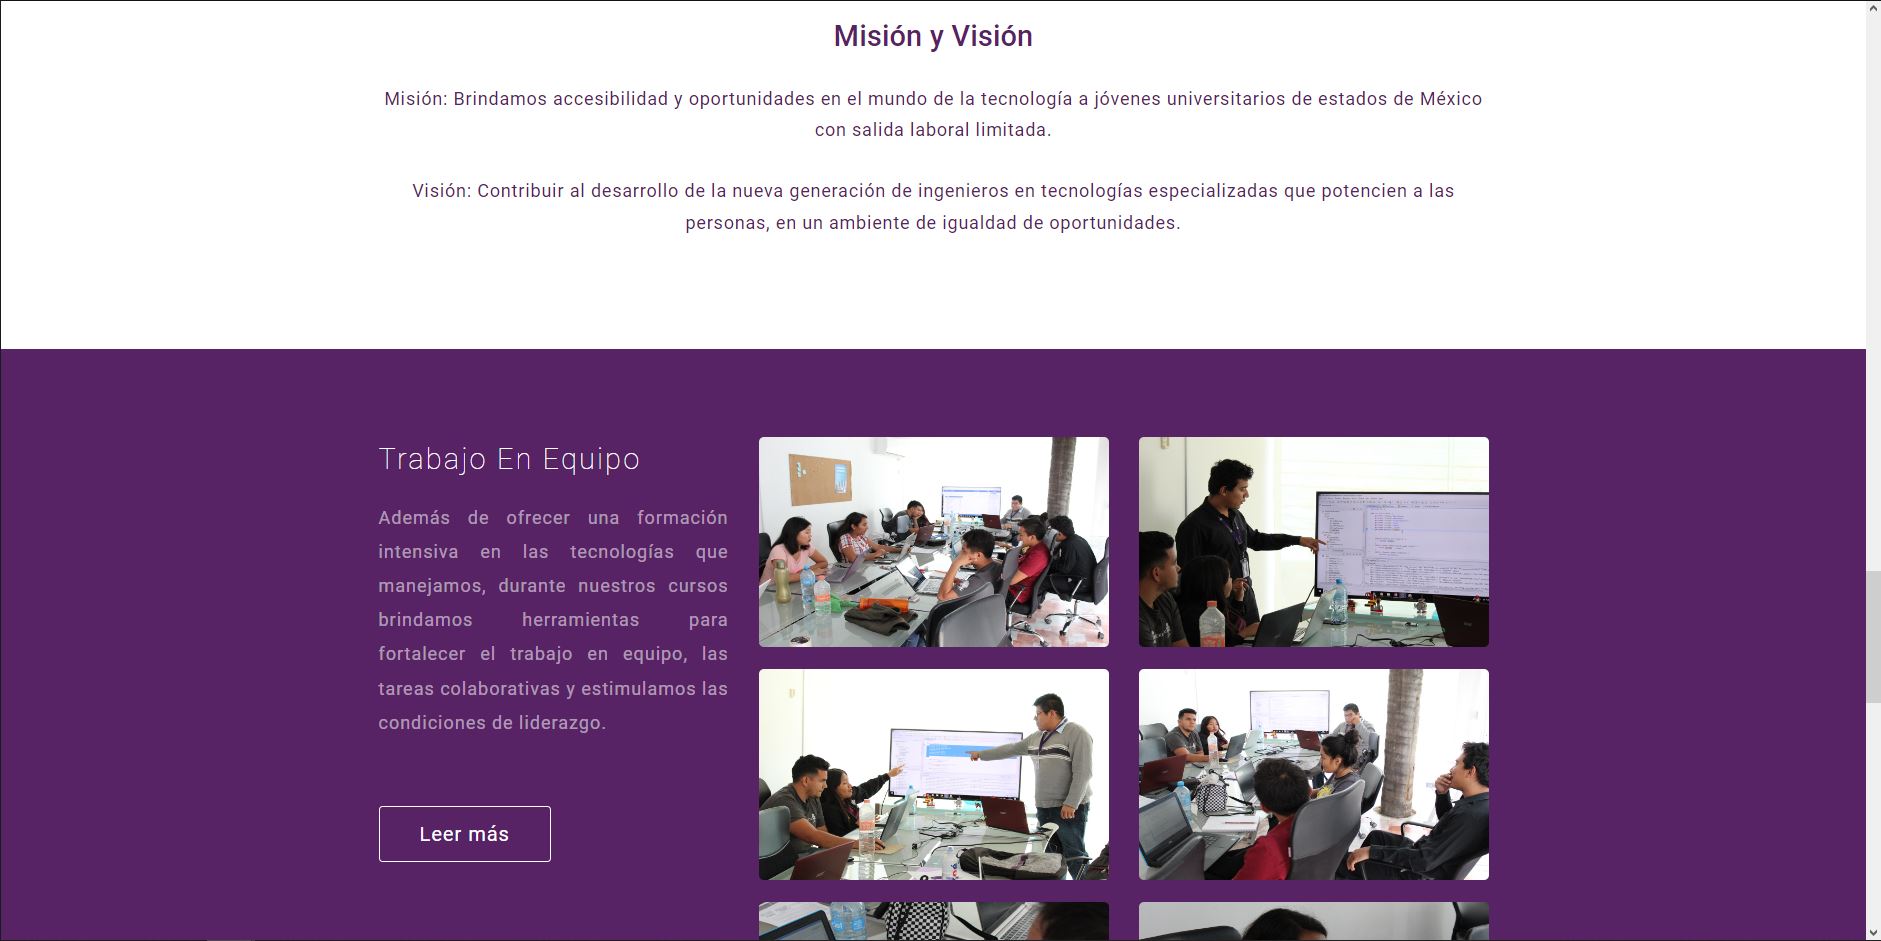 Misión y Visión
Misión: Brindamos accesibilidad y oportunidades en el mundo de la tecnología a jóvenes universitarios de estados de México
con salida laboral limitada.
Visión: Contribuir al desarrollo de la nueva generación de ingenieros en tecnologías especializadas que potencien a las
personas, en un ambiente de igualdad de oportunidades.
Trabajo En Equipo
Además de ofrecer una formación
intensiva en las tecnologías que
manejamos, durante nuestros cursos
brindamos herramientas para
fortalecer el trabajo en equipo, las
tareas colaborativas y estimulamos las
condiciones de liderazgo.
Leer más